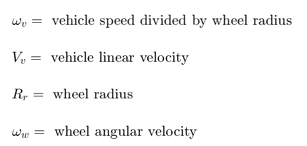 ω_v = vehicle speed divided by wheel radius
V_v = vehicle linear velocity
R_r = wheel radius
ω_w = wheel angular velocity